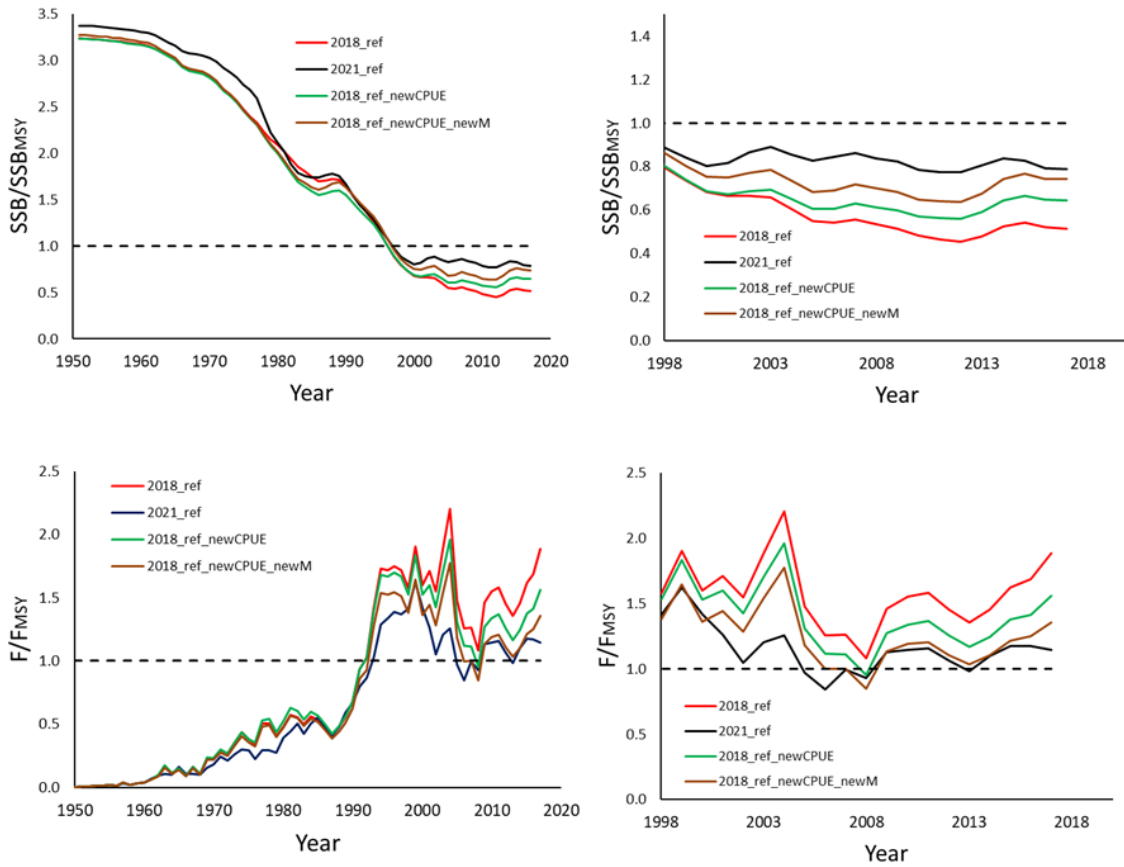 SSB/SSBMSY
3.5
3.0
2.5
2.0
1.5
1.0
0.5
0.0
2018_ref
2021_ref
2018_ref_newCPUE
2018_ref_newCPUE_newM
1950 1960 1970 1980 1990 2000 2010 2020
Year
SSB/SSBMSY
1.4
1.2
1.0
0.8
0.6
0.4
0.2
0.0
2018_ref
2021_ref
2018_ref_newCPUE
2018_ref_newCPUE_newM
1998 2003 2008 2013 2018
Year
F/FMSY
2.5
2.0
1.5
1.0
0.5
0.0
2018_ref
2021_ref
2018_ref_newCPUE
2018_ref_newCPUE_newM
1950 1960 1970 1980 1990 2000 2010 2020
Year
F/FMSY
2.5
2.0
1.5
1.0
0.5
0.0
2018_ref
2021_ref
2018_ref_newCPUE
2018_ref_newCPUE_newM
1998 2003 2008 2013 2018
Year